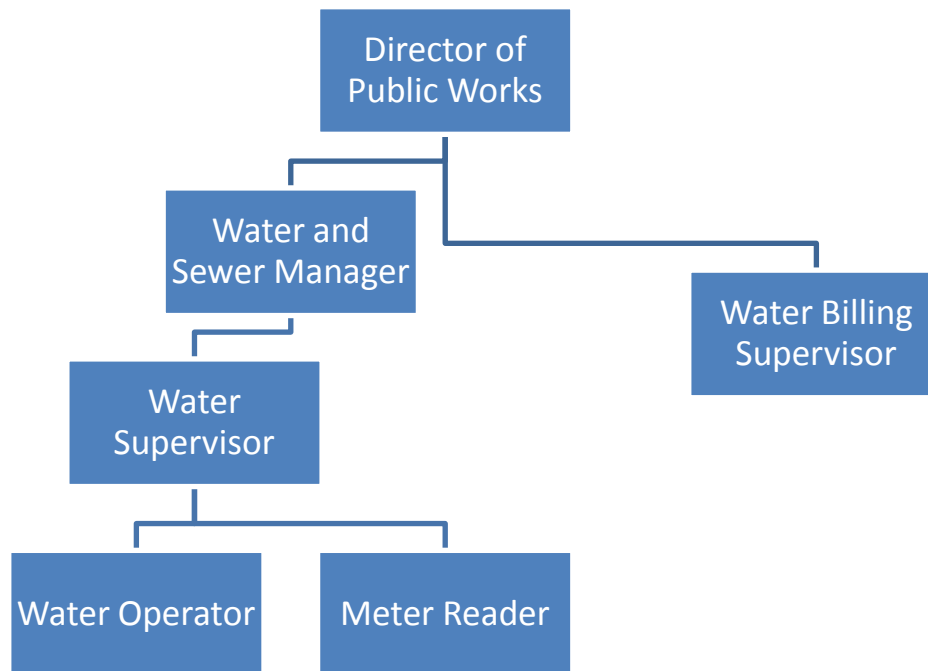 Director of
Public Works
Water and
Sewer Manager
Water Billing
Supervisor
Water
Supervisor
Water Operator
Meter Reader